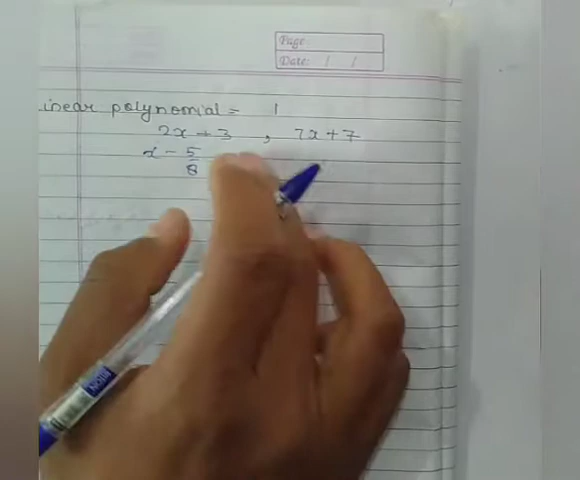 Page
Date: / /
inear polynomial = 1
2x + 3 , 7x + 7
x - 5/8